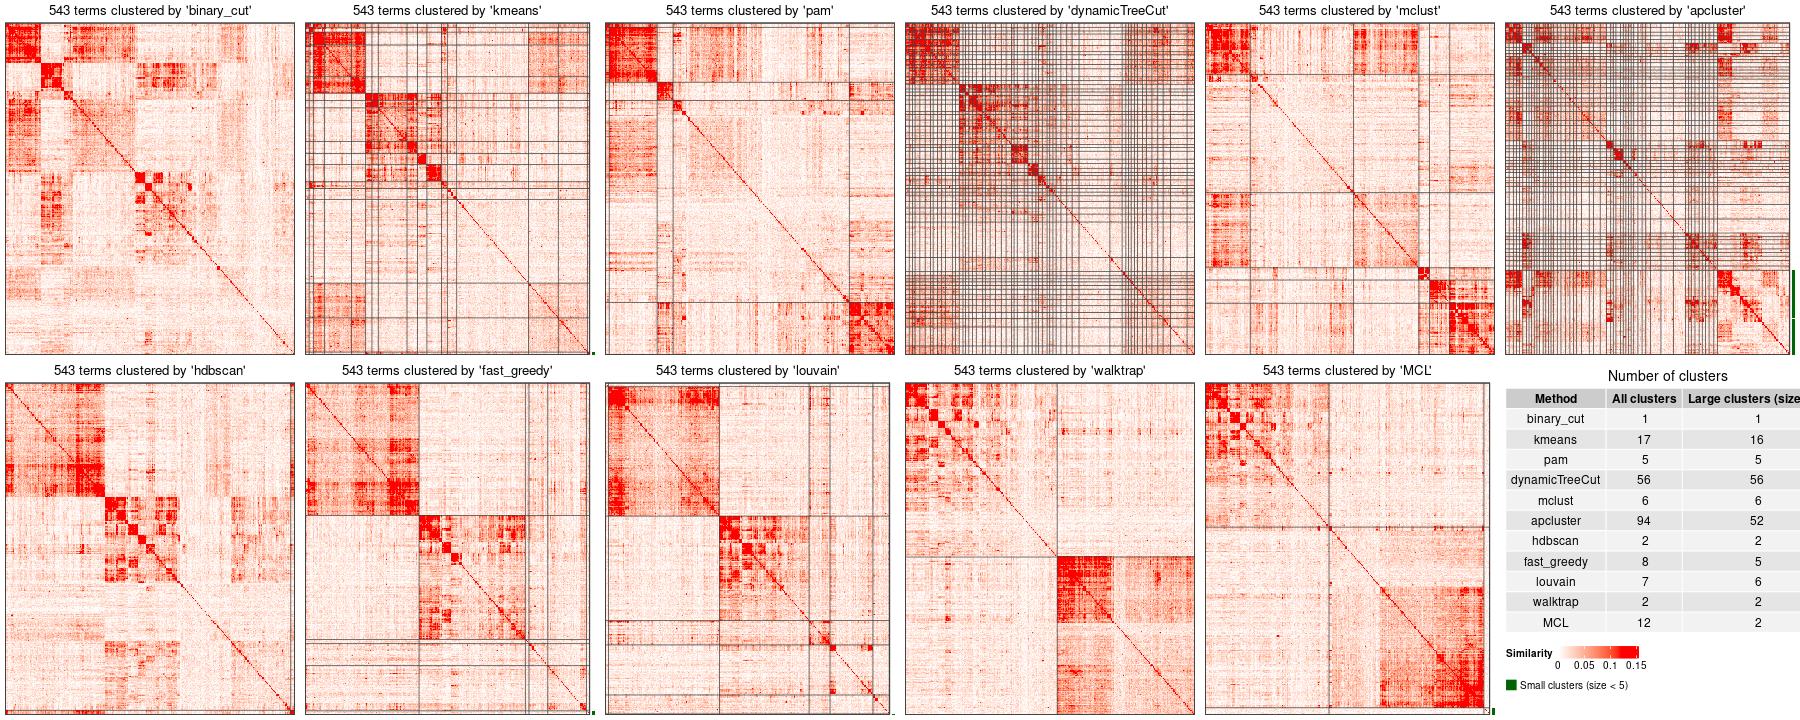 543 terms clustered by 'binary_cut'
543 terms clustered by 'kmeans'
543 terms clustered by 'pam'
543 terms clustered by 'dynamicTreeCut'
543 terms clustered by 'mclust'
543 terms clustered by 'apcluster'
543 terms clustered by 'hdbscan'
543 terms clustered by 'fast_greedy'
543 terms clustered by 'louvain'
543 terms clustered by 'walktrap'
543 terms clustered by 'MCL'
Number of clusters
Method All clusters Large clusters (size
binary_cut 1 1
kmeans 17 16
pam 5 5
dynamicTreeCut 56 56
mclust 6 6
apcluster 94 52
hdbscan 2 2
fast_greedy 8 5
louvain 7 6
walktrap 2 2
MCL 12 2
Similarity
0 0.05 0.1 0.15
Small clusters (size < 5)